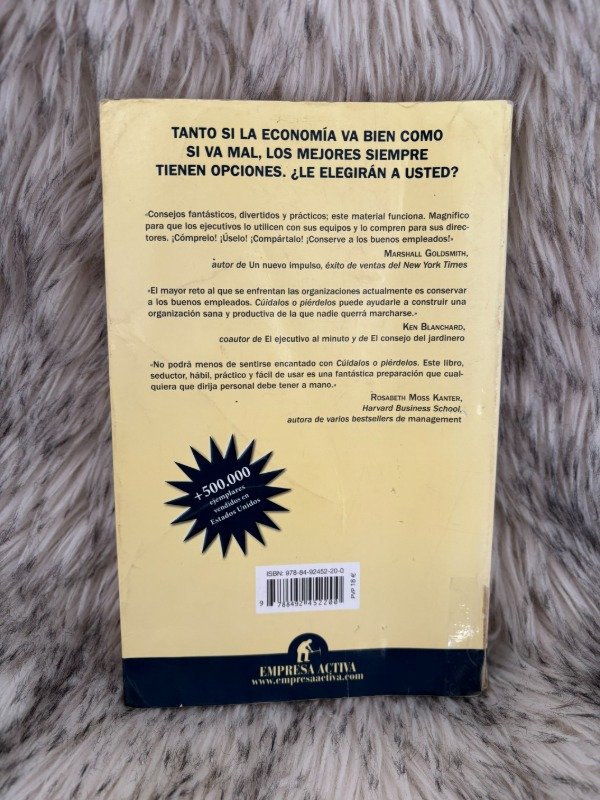 TANTO SI LA ECONOMÍA VA BIEN COMO
SI VA MAL, LOS MEJORES SIEMPRE
TIENEN OPCIONES. ¿LE ELEGIRÁN A USTED?
«Consejos fantásticos, divertidos y prácticos; este material funciona. Magnífico
para que los ejecutivos lo utilicen con sus equipos y lo compren para sus direc-
tores. ¡Cómprelo! ¡Úselo! ¡Compártalo! ¡Conserve a los buenos empleados!»
MARSHALL GOLDSMITH,
autor de Un nuevo impulso, éxito de ventas del New York Times
«El mayor reto al que se enfrentan las organizaciones actualmente es conservar
a los buenos empleados. Cúidalos o piérdelos puede ayudarle a construir una
organización sana y productiva de la que nadie querrá marcharse.»
KEN BLANCHARD,
coautor de El ejecutivo al minuto y de El consejo del jardinero
«No podrá menos de sentirse encantado con Cúidalos o piérdelos. Este libro,
seductor, hábil, práctico y fácil de usar es una fantástica preparación que cual-
quiera que dirija personal debe tener a mano.»
ROSABETH MOSS KANTER,
Harvard Business School,
autora de varios bestsellers de management
+500.000
ejemplares
vendidos en
Estados Unidos
ISBN: 978-84-92452-20-0
9 788492 452200
PVP 18 €
EMPRESA ACTIVA
www.empresaactiva.com